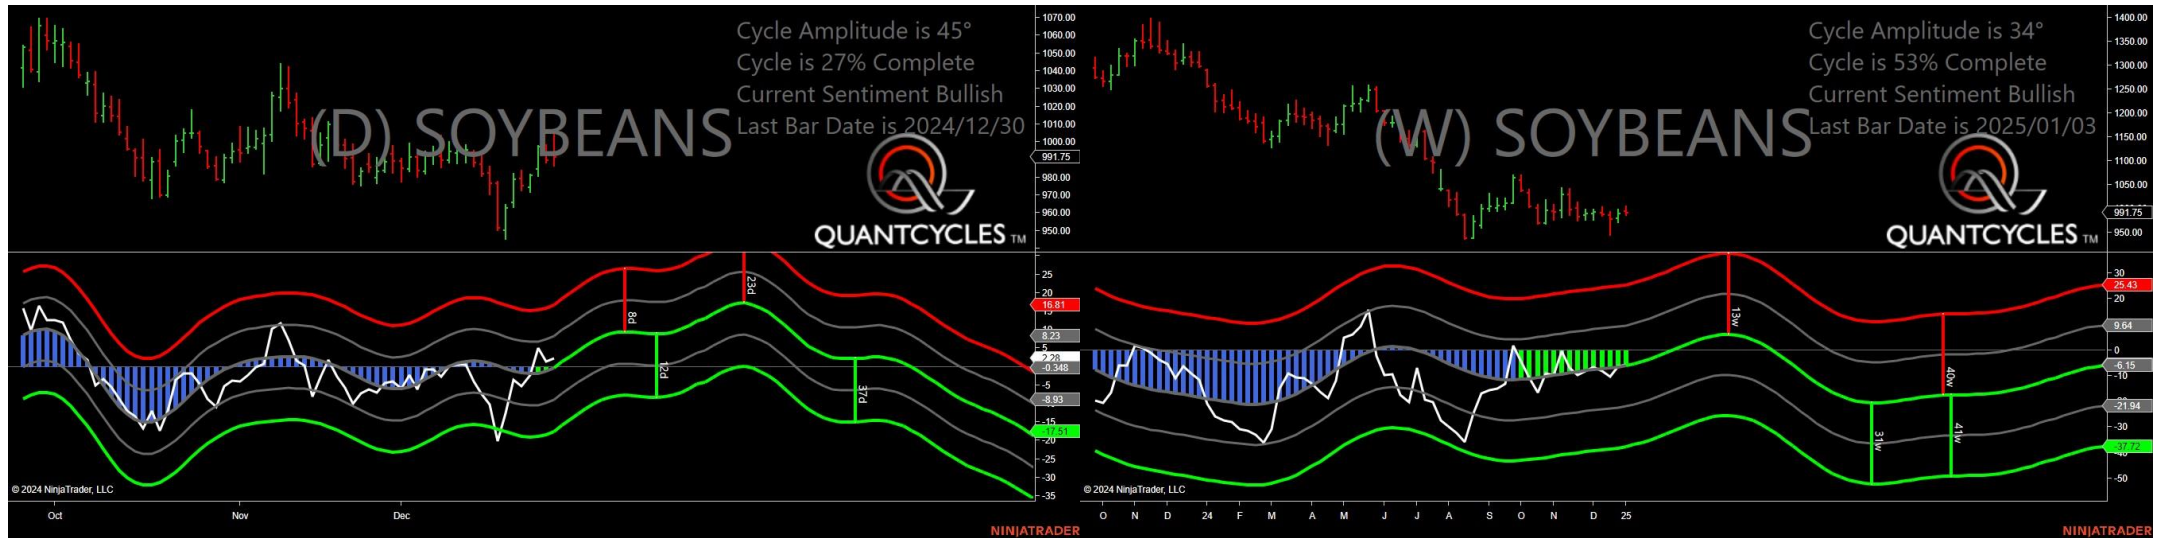 Cycle Amplitude is 45°
Cycle is 27% Complete
Current Sentiment Bullish
Last Bar Date is 2024/12/30
(D) SOYBEANS
QUANTCYCLES TM
1070.00
1060.00
1050.00
1040.00
1030.00
1020.00
1010.00
1000.00
991.75
980.00
970.00
960.00
950.00
25
20
16.81
8.23
5
2.28
-0.348
-5
-8.93
-15
-17.51
-20
-25
-30
-35
8d
12d
23d
37d
© 2024 NinjaTrader, LLC
Oct
Nov
Dec
NINJATRADER
Cycle Amplitude is 34°
Cycle is 53% Complete
Current Sentiment Bullish
Last Bar Date is 2025/01/03
(W) SOYBEANS
QUANTCYCLES TM
1400.00
1350.00
1300.00
1250.00
1200.00
1150.00
1100.00
1050.00
991.75
950.00
30
25.43
20
9.64
0
-6.15
-10
-21.94
-30
-37.72
-50
13w
31w
40w
41w
© 2024 NinjaTrader, LLC
O N D 24 F M A M J J A S O N D 25
NINJATRADER